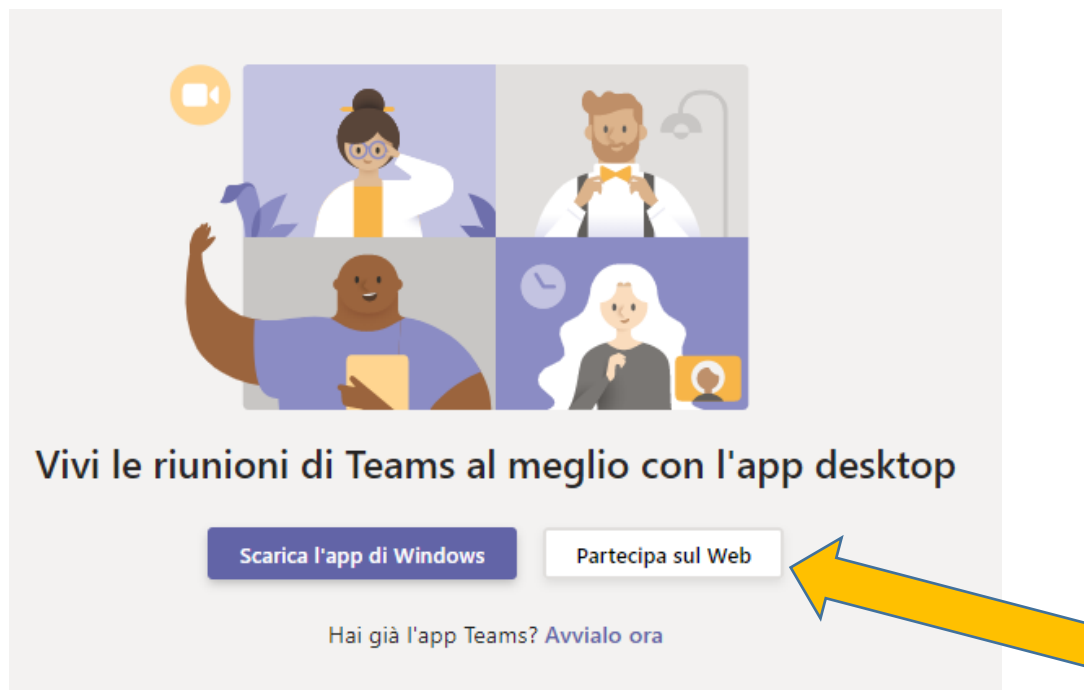 Vivi le riunioni di Teams al meglio con l'app desktop
Scarica l'app di Windows
Partecipa sul Web
Hai già l'app Teams? Avvialo ora